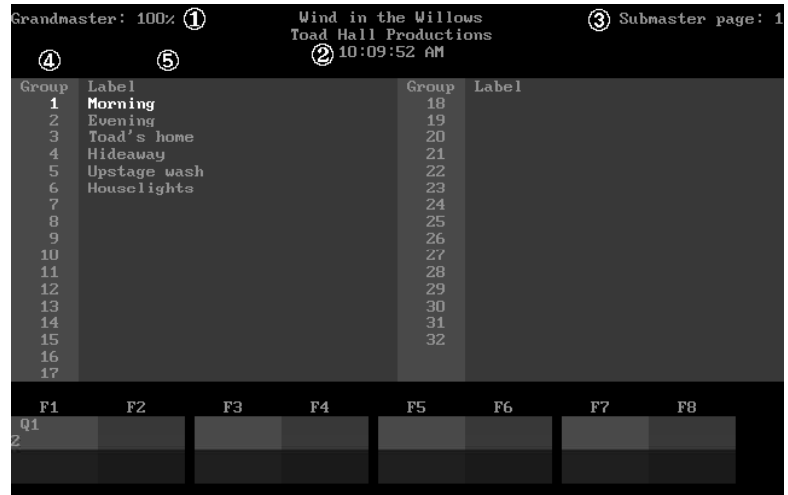 Grandmaster: 100% ① Wind in the Willows ③ Submaster page: 1
Toad Hall Productions
② 10:09:52 AM
④ ⑤
Group Label Group Label
1 Morning 18
2 Evening 19
3 Toad's home 20
4 Hideaway 21
5 Upstage wash 22
6 Houselights 23
7 24
8 25
9 26
10 27
11 28
12 29
13 30
14 31
15 32
16
17
F1 F2 F3 F4 F5 F6 F7 F8
Q1
2